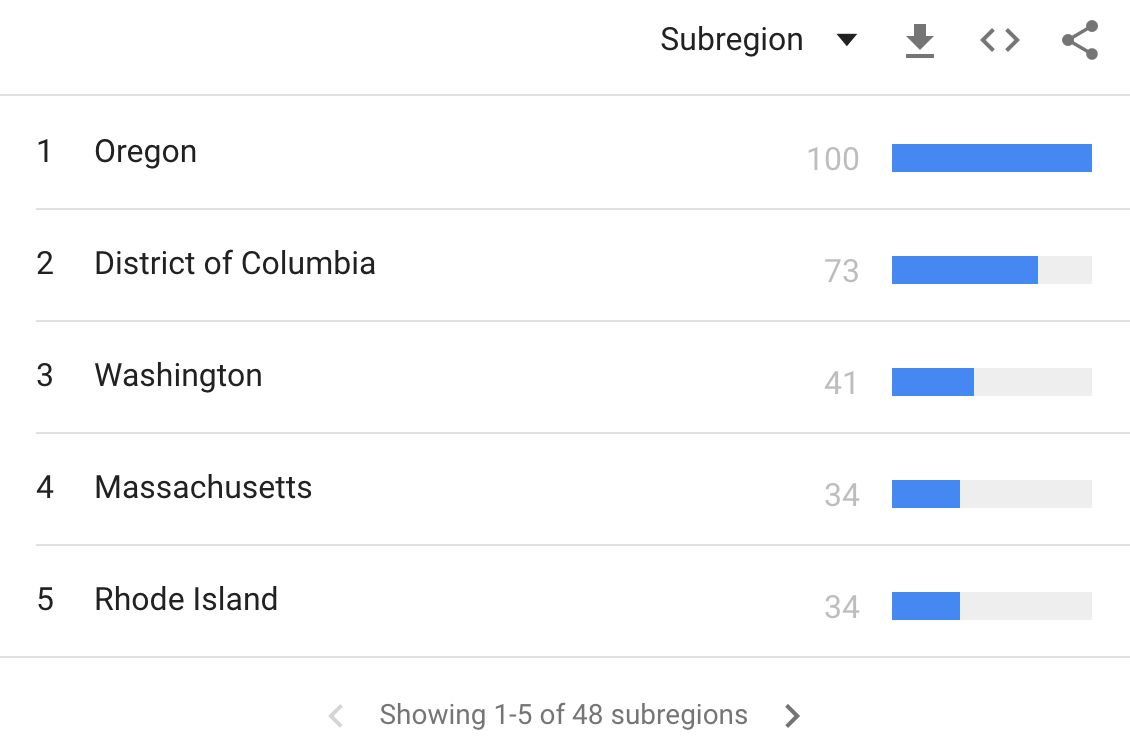 Subregion
1 Oregon 100
2 District of Columbia 73
3 Washington 41
4 Massachusetts 34
5 Rhode Island 34
Showing 1-5 of 48 subregions